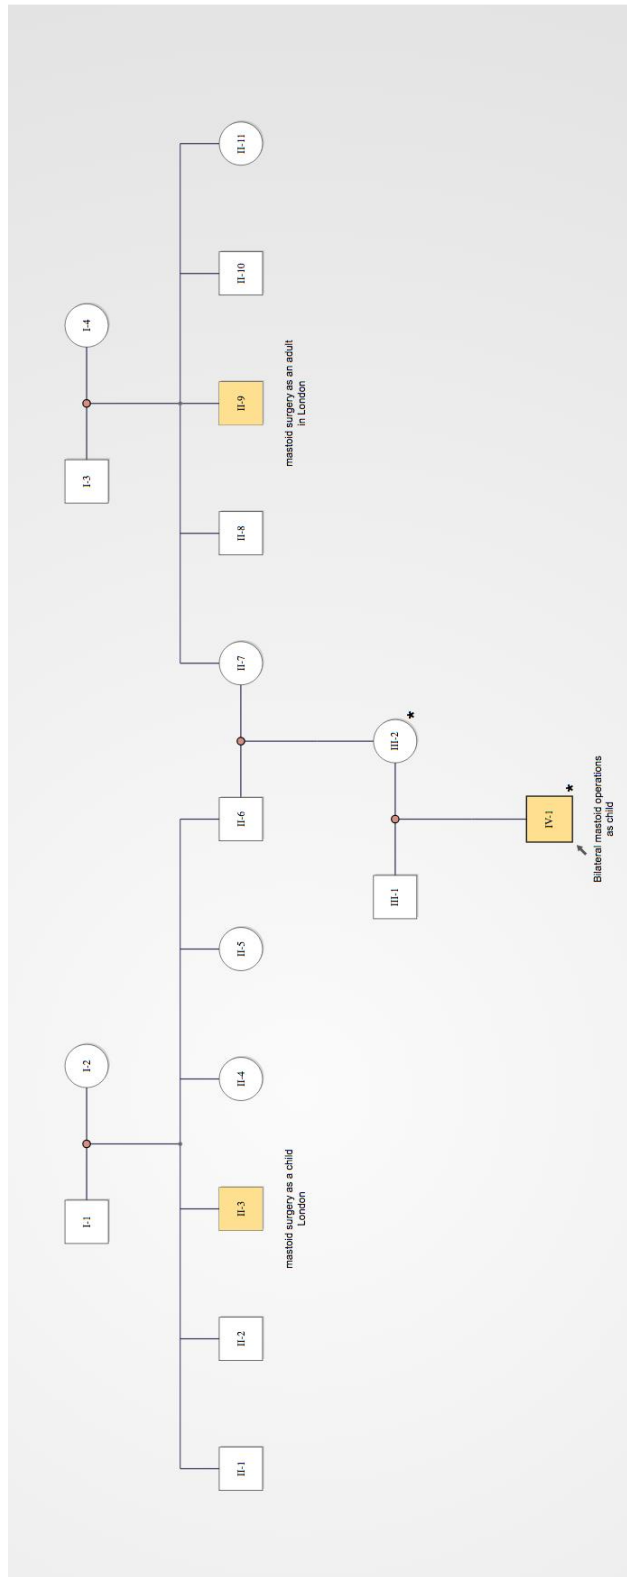 I-1
I-2
I-3
I-4
II-1
II-2
II-3
II-4
II-5
II-6
II-7
II-8
II-9
II-10
II-11
mastoid surgery as a child
London
mastoid surgery as an adult
in London
III-1
III-2
*
IV-1
*
Bilateral mastoid operations
as child